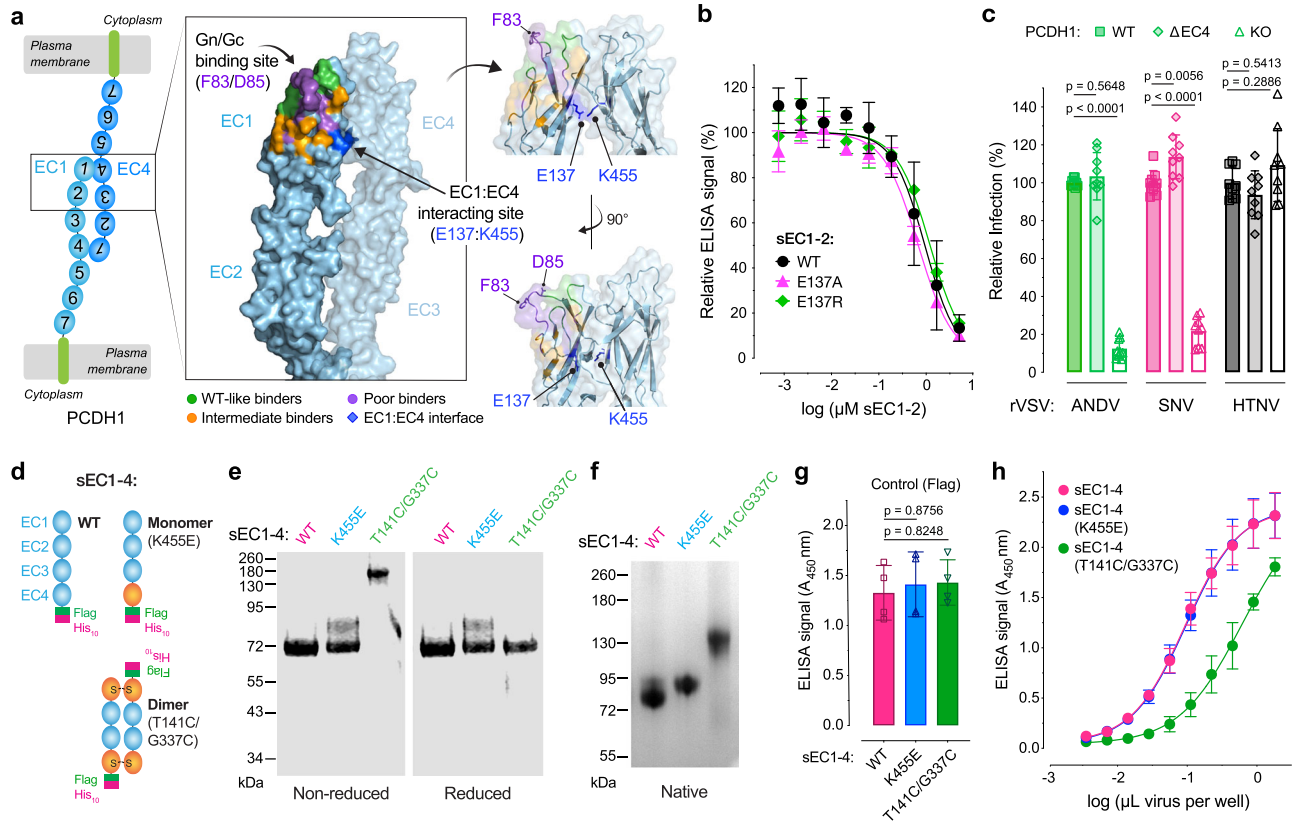 a
Cytoplasm
Plasma
membrane
7
6
5
EC1
1
4
EC4
2
3
3
2
4
1
5
6
7
Plasma
membrane
Cytoplasm
PCDH1
Gn/Gc
binding site
(F83/D85)
EC1
EC4
EC1:EC4
interacting site
(E137:K455)
EC2
EC3
WT-like binders
Poor binders
Intermediate binders
EC1:EC4 interface
F83
E137
K455
90°
D85
F83
E137
K455
b
Relative ELISA signal (%)
120
100
80
60
40
20
0
sEC1-2:
WT
E137A
E137R
-3
-2
-1
0
1
log (µM sEC1-2)
c
PCDH1:
WT
ΔEC4
KO
p = 0.5648
p < 0.0001
p = 0.0056
p < 0.0001
p = 0.5413
p = 0.2886
Relative Infection (%)
140
120
100
80
60
40
20
0
rVSV:
ANDV
SNV
HTNV
d
sEC1-4:
EC1
EC2
EC3
EC4
WT
Flag
His10
Monomer
(K455E)
Flag
His10
His10
Flag
S--S
Dimer
(T141C/
G337C)
S--S
Flag
His10
e
sEC1-4:
WT
K455E
T141C/G337C
WT
K455E
T141C/G337C
260
180
130
95
72
55
43
34
kDa
Non-reduced
Reduced
f
sEC1-4:
WT
K455E
T141C/G337C
260
180
130
95
72
55
kDa
Native
g
Control (Flag)
p = 0.8756
p = 0.8248
ELISA signal (A450nm)
2.0
1.5
1.0
0.5
0.0
sEC1-4:
WT
K455E
T141C/G337C
h
sEC1-4
sEC1-4
(K455E)
sEC1-4
(T141C/G337C)
ELISA signal (A450nm)
2.5
2.0
1.5
1.0
0.5
0.0
-3
-2
-1
0
log (µL virus per well)